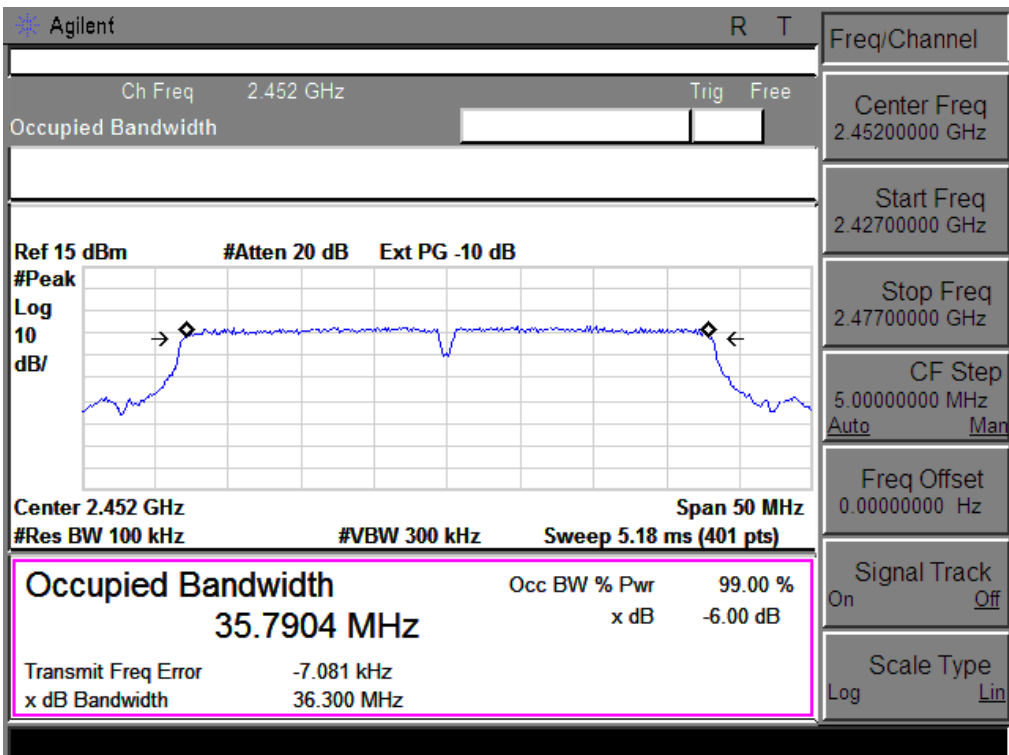 Agilent R T
Ch Freq 2.452 GHz Trig Free
Occupied Bandwidth
Ref 15 dBm #Atten 20 dB Ext PG -10 dB
#Peak
Log
10
dB/
Center 2.452 GHz Span 50 MHz
#Res BW 100 kHz #VBW 300 kHz Sweep 5.18 ms (401 pts)
Occupied Bandwidth
35.7904 MHz
Occ BW % Pwr 99.00 %
x dB -6.00 dB
Transmit Freq Error -7.081 kHz
x dB Bandwidth 36.300 MHz
Freq/Channel
Center Freq
2.45200000 GHz
Start Freq
2.42700000 GHz
Stop Freq
2.47700000 GHz
CF Step
5.00000000 MHz
Auto Man
Freq Offset
0.00000000 Hz
Signal Track
On Off
Scale Type
Log Lin